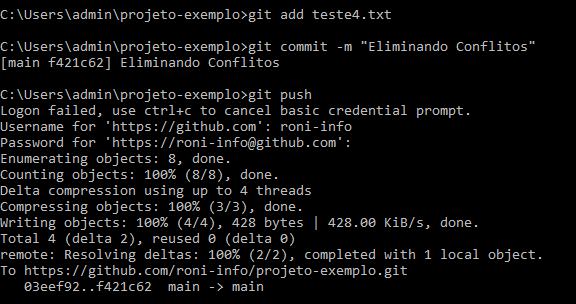 C:\Users\admin\projeto-exemplo>git add teste4.txt
C:\Users\admin\projeto-exemplo>git commit -m "Eliminando Conflitos"
[main f421c62] Eliminando Conflitos
C:\Users\admin\projeto-exemplo>git push
Logon failed, use ctrl+c to cancel basic credential prompt.
Username for 'https://github.com': roni-info
Password for 'https://roni-info@github.com':
Enumerating objects: 8, done.
Counting objects: 100% (8/8), done.
Delta compression using up to 4 threads
Compressing objects: 100% (3/3), done.
Writing objects: 100% (4/4), 428 bytes | 428.00 KiB/s, done.
Total 4 (delta 2), reused 0 (delta 0)
remote: Resolving deltas: 100% (2/2), completed with 1 local object.
To https://github.com/roni-info/projeto-exemplo.git
   03eef92..f421c62  main -> main